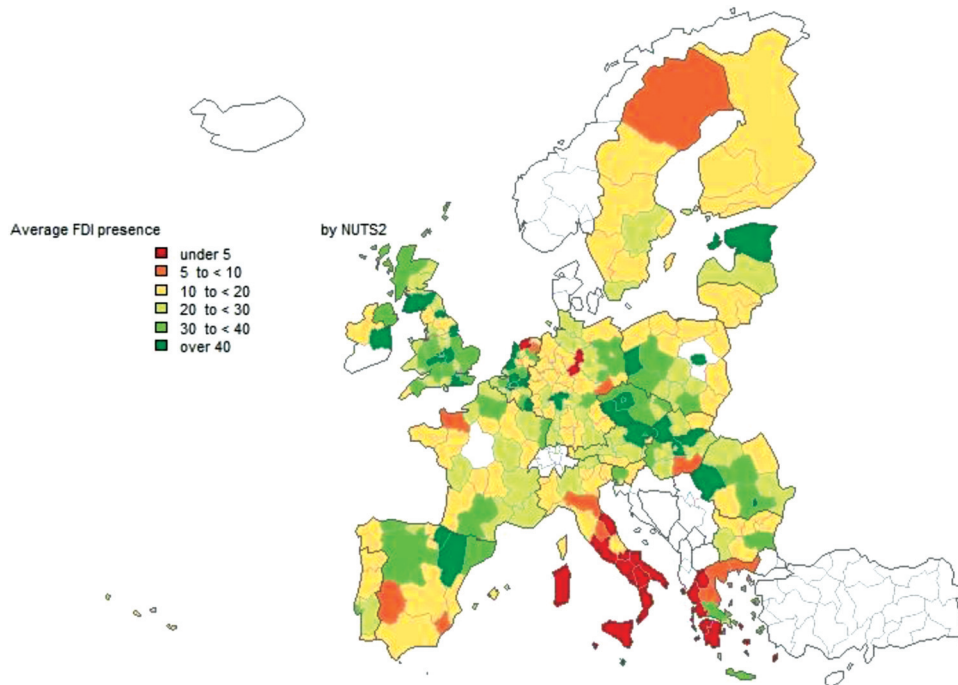 Average FDI presence by NUTS2
under 5
5 to < 10
10 to < 20
20 to < 30
30 to < 40
over 40